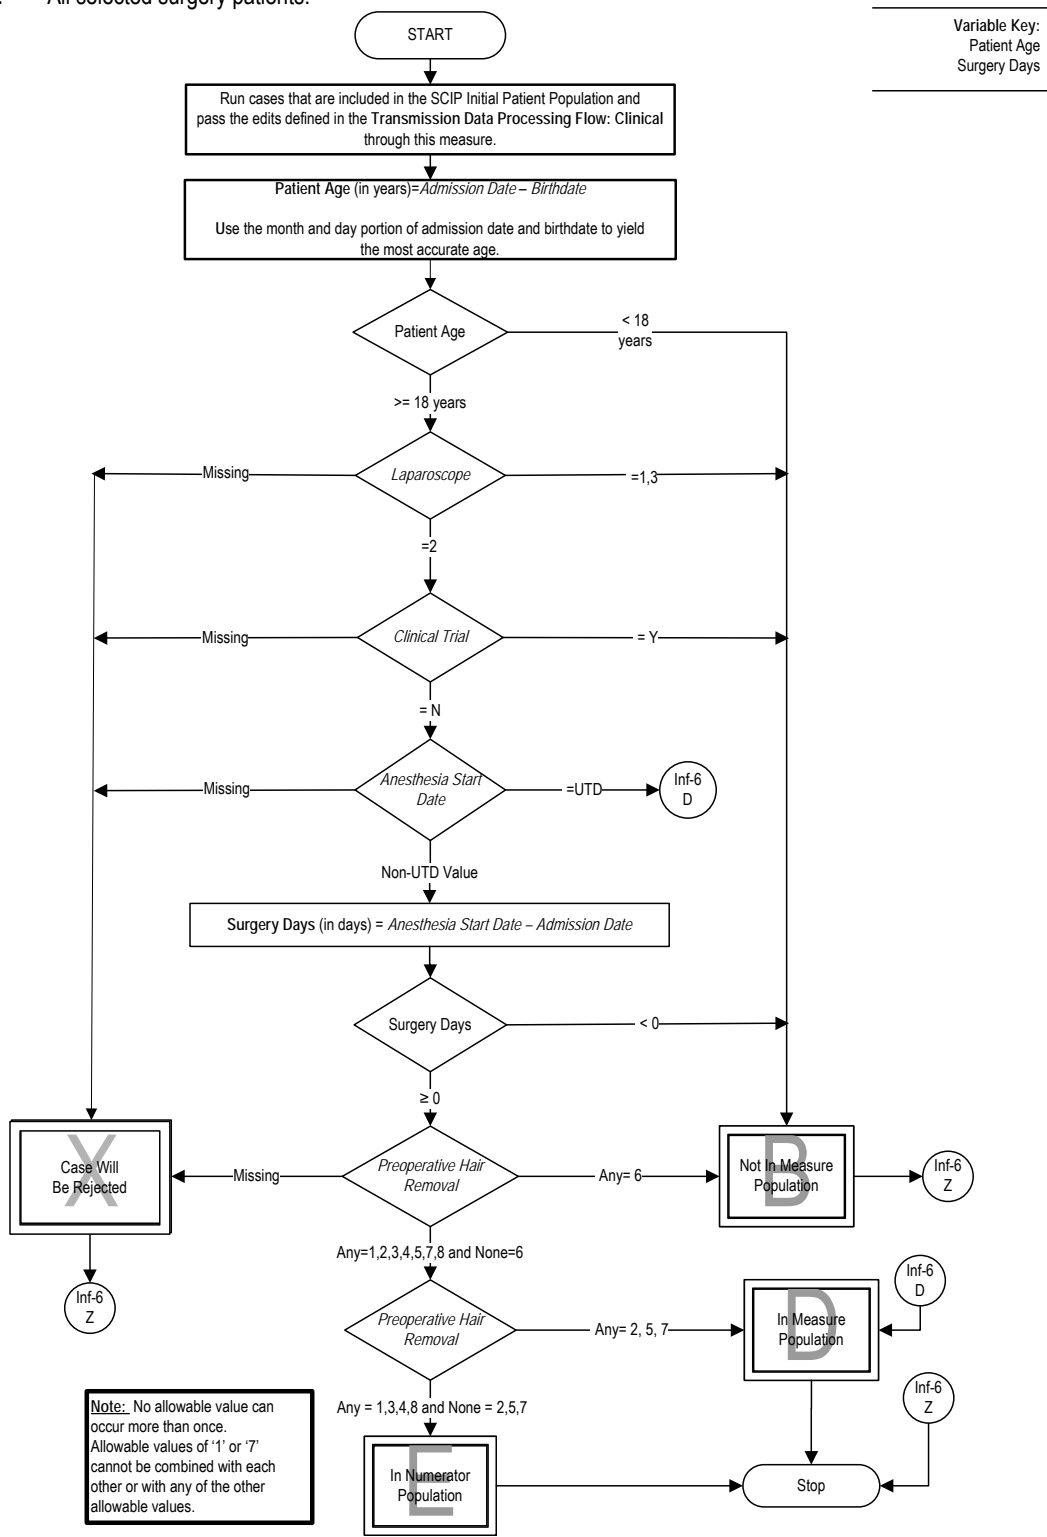 All selected surgery patients.
Variable Key:
Patient Age
Surgery Days
START
Run cases that are included in the SCIP Initial Patient Population and
pass the edits defined in the Transmission Data Processing Flow: Clinical
through this measure.
Patient Age (in years)=Admission Date – Birthdate
Use the month and day portion of admission date and birthdate to yield
the most accurate age.
Patient Age
< 18
years
>= 18 years
Missing
Laparoscope
=1,3
=2
Missing
Clinical Trial
= Y
= N
Missing
Anesthesia Start
Date
=UTD
Inf-6
D
Non-UTD Value
Surgery Days (in days) = Anesthesia Start Date – Admission Date
Surgery Days
< 0
≥ 0
X
Case Will
Be Rejected
Missing
Preoperative Hair
Removal
Any= 6
B
Not In Measure
Population
Inf-6
Z
Any=1,2,3,4,5,7,8 and None=6
Inf-6
Z
Preoperative Hair
Removal
Any= 2, 5, 7
D
In Measure
Population
Inf-6
D
Inf-6
Z
Any = 1,3,4,8 and None = 2,5,7
Note: No allowable value can
occur more than once.
Allowable values of ‘1’ or ‘7’
cannot be combined with each
other or with any of the other
allowable values.
E
In Numerator
Population
Stop